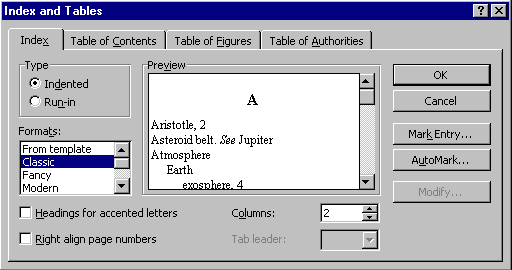 Index and Tables
Index
Table of Contents
Table of Figures
Table of Authorities
Type
Indented
Run-in
Formats:
From template
Classic
Fancy
Modern
Preview
A
Aristotle, 2
Asteroid belt. See Jupiter
Atmosphere
Earth
exosphere, 4
Headings for accented letters
Right align page numbers
Columns:
2
Tab leader:
OK
Cancel
Mark Entry...
AutoMark...
Modify...